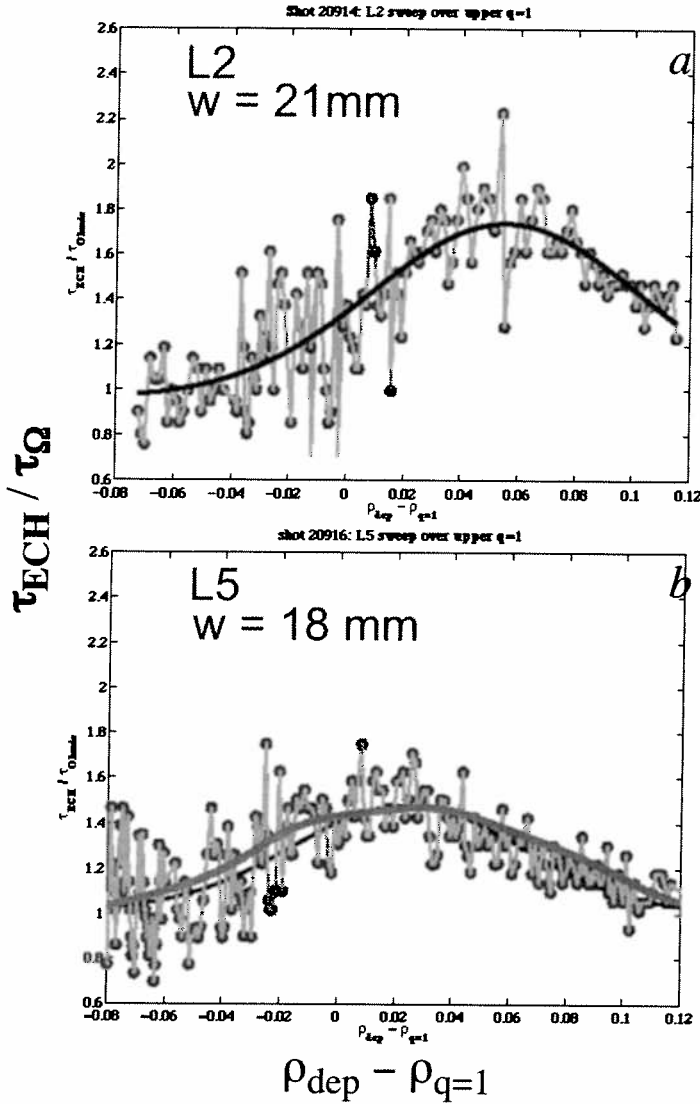 Shot 20914: L2 sweep over upper q=1
2.6
L2
a
2.4
w = 21mm
2.2
2
1.8
1.6
τECH / τOhmic
1.4
1.2
1
0.8
0.6
−0.08 −0.06 −0.04 −0.02 0 0.02 0.04 0.06 0.08 0.1 0.12
ρdep − ρq=1
τECH / τΩ
shot 20916: L5 sweep over upper q=1
2.6
L5
b
2.4
w = 18 mm
2.2
2
1.8
1.6
τECH / τOhmic
1.4
1.2
1
0.8
0.6
−0.08 −0.06 −0.04 −0.02 0 0.02 0.04 0.06 0.08 0.1 0.12
ρdep − ρq=1
ρdep − ρq=1